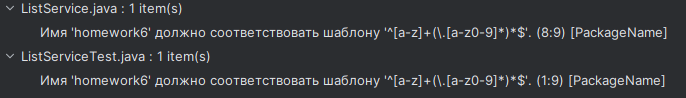 ListService.java : 1 item(s)
Имя 'homework6' должно соответствовать шаблону '^[a-z]+(\.[a-z0-9]*)*$'. (8:9) [PackageName]
ListServiceTest.java : 1 item(s)
Имя 'homework6' должно соответствовать шаблону '^[a-z]+(\.[a-z0-9]*)*$'. (1:9) [PackageName]